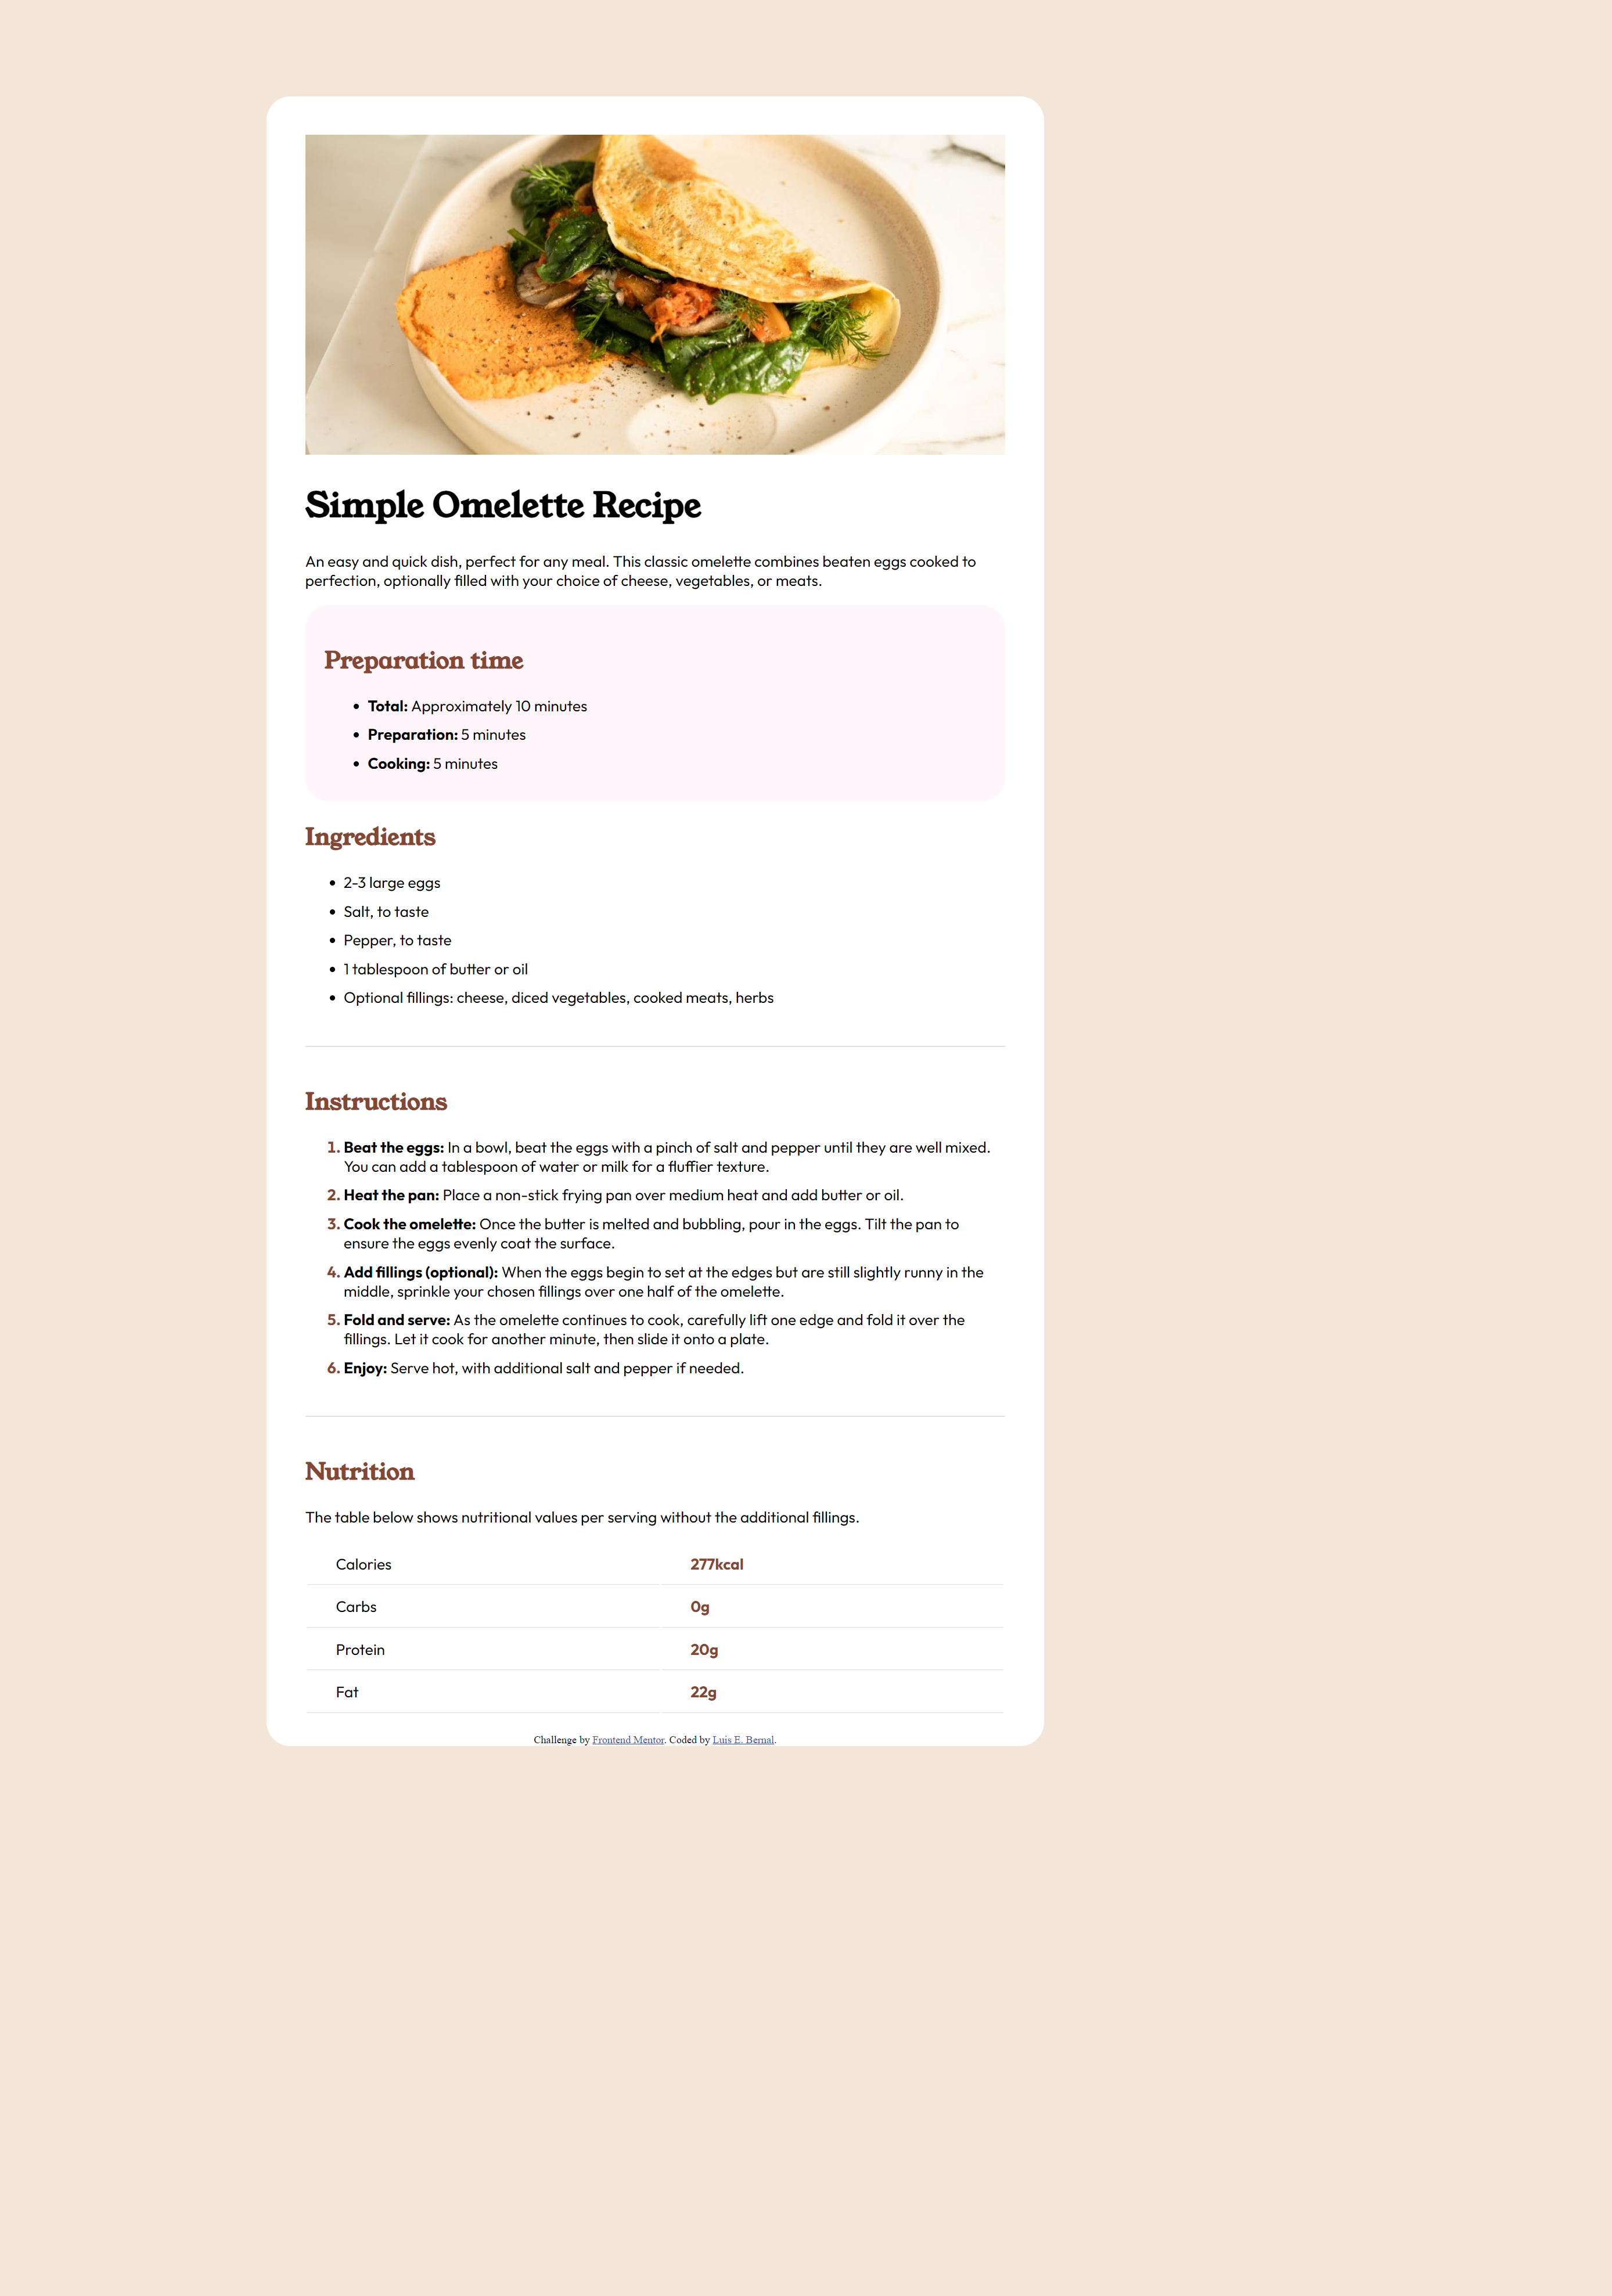 Simple Omelette Recipe
An easy and quick dish, perfect for any meal. This classic omelette combines beaten eggs cooked to
perfection, optionally filled with your choice of cheese, vegetables, or meats.
Preparation time
• Total: Approximately 10 minutes
• Preparation: 5 minutes
• Cooking: 5 minutes
Ingredients
• 2-3 large eggs
• Salt, to taste
• Pepper, to taste
• 1 tablespoon of butter or oil
• Optional fillings: cheese, diced vegetables, cooked meats, herbs
Instructions
1. Beat the eggs: In a bowl, beat the eggs with a pinch of salt and pepper until they are well mixed.
You can add a tablespoon of water or milk for a fluffier texture.
2. Heat the pan: Place a non-stick frying pan over medium heat and add butter or oil.
3. Cook the omelette: Once the butter is melted and bubbling, pour in the eggs. Tilt the pan to
ensure the eggs evenly coat the surface.
4. Add fillings (optional): When the eggs begin to set at the edges but are still slightly runny in the
middle, sprinkle your chosen fillings over one half of the omelette.
5. Fold and serve: As the omelette continues to cook, carefully lift one edge and fold it over the
fillings. Let it cook for another minute, then slide it onto a plate.
6. Enjoy: Serve hot, with additional salt and pepper if needed.
Nutrition
The table below shows nutritional values per serving without the additional fillings.
Calories 277kcal
Carbs 0g
Protein 20g
Fat 22g
Challenge by Frontend Mentor. Coded by Luis E. Bernal.